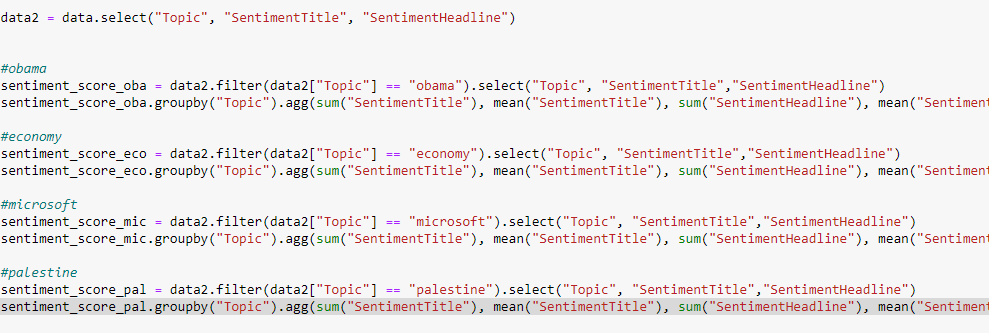 data2 = data.select("Topic", "SentimentTitle", "SentimentHeadline")
#obama
sentiment_score_oba = data2.filter(data2["Topic"] == "obama").select("Topic", "SentimentTitle","SentimentHeadline")
sentiment_score_oba.groupby("Topic").agg(sum("SentimentTitle"), mean("SentimentTitle"), sum("SentimentHeadline"), mean("Sentiment
#economy
sentiment_score_eco = data2.filter(data2["Topic"] == "economy").select("Topic", "SentimentTitle","SentimentHeadline")
sentiment_score_eco.groupby("Topic").agg(sum("SentimentTitle"), mean("SentimentTitle"), sum("SentimentHeadline"), mean("Sentiment
#microsoft
sentiment_score_mic = data2.filter(data2["Topic"] == "microsoft").select("Topic", "SentimentTitle","SentimentHeadline")
sentiment_score_mic.groupby("Topic").agg(sum("SentimentTitle"), mean("SentimentTitle"), sum("SentimentHeadline"), mean("Sentiment
#palestine
sentiment_score_pal = data2.filter(data2["Topic"] == "palestine").select("Topic", "SentimentTitle","SentimentHeadline")
sentiment_score_pal.groupby("Topic").agg(sum("SentimentTitle"), mean("SentimentTitle"), sum("SentimentHeadline"), mean("Sentiment